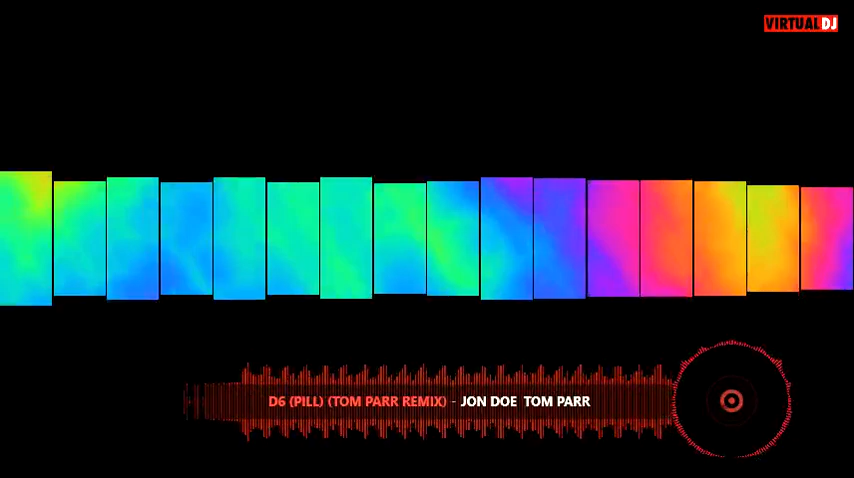 VIRTUALDJ
D6 (PILL) (TOM PARR REMIX) - JON DOE  TOM PARR